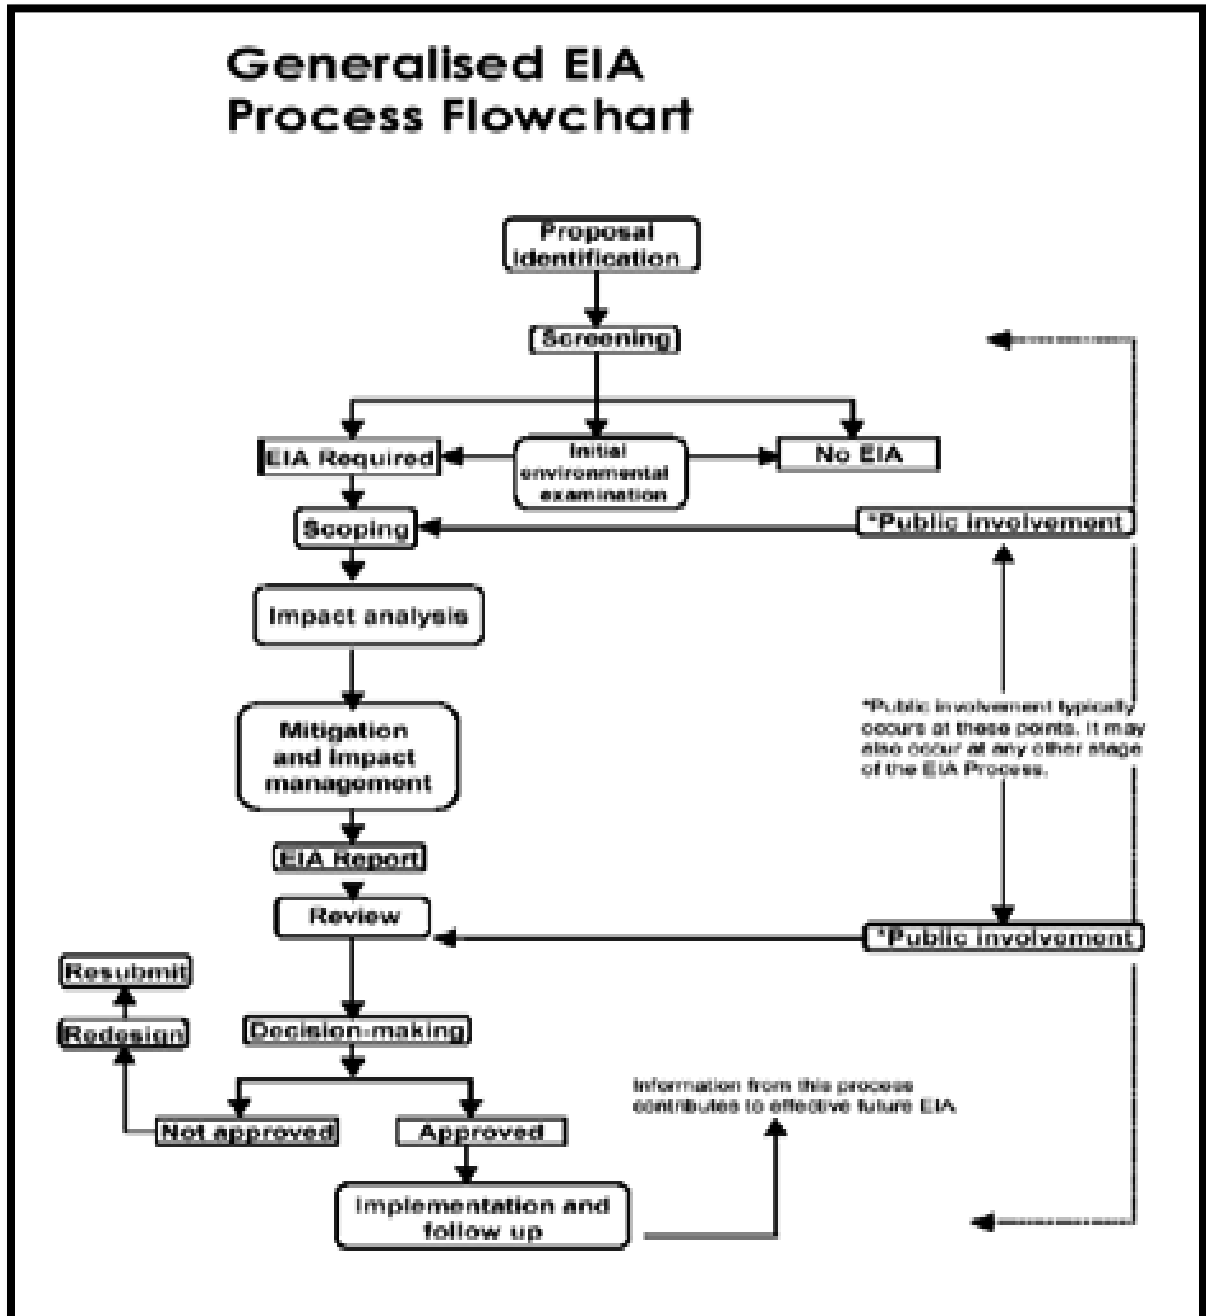 Generalised EIA
Process Flowchart
Proposal
identification
Screening
EIA Required
Initial
environmental
examination
No EIA
Scoping
*Public involvement
Impact analysis
*Public involvement typically
occurs at these points. It may
also occur at any other stage
of the EIA Process.
Mitigation
and impact
management
EIA Report
Review
*Public involvement
Resubmit
Redesign
Decision-making
Information from this process
contributes to effective future EIA
Not approved
Approved
Implementation and
follow up